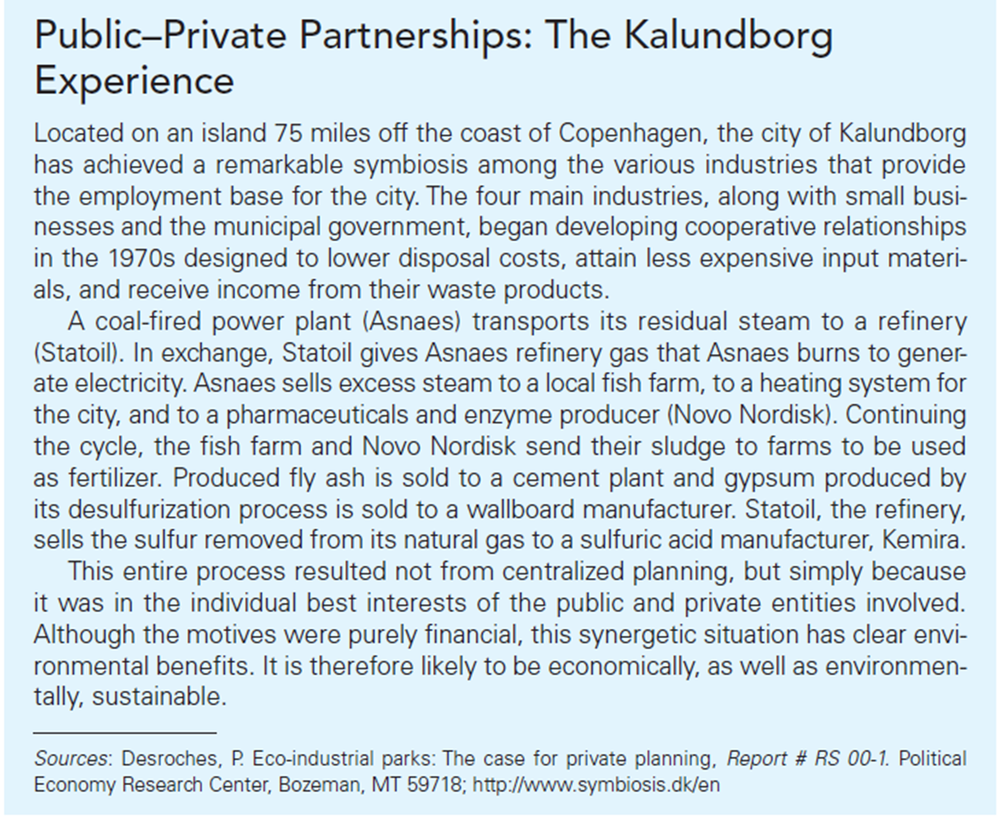 Public–Private Partnerships: The Kalundborg
Experience
Located on an island 75 miles off the coast of Copenhagen, the city of Kalundborg
has achieved a remarkable symbiosis among the various industries that provide
the employment base for the city. The four main industries, along with small busi-
nesses and the municipal government, began developing cooperative relationships
in the 1970s designed to lower disposal costs, attain less expensive input materi-
als, and receive income from their waste products.
A coal-fired power plant (Asnaes) transports its residual steam to a refinery
(Statoil). In exchange, Statoil gives Asnaes refinery gas that Asnaes burns to gener-
ate electricity. Asnaes sells excess steam to a local fish farm, to a heating system for
the city, and to a pharmaceuticals and enzyme producer (Novo Nordisk). Continuing
the cycle, the fish farm and Novo Nordisk send their sludge to farms to be used
as fertilizer. Produced fly ash is sold to a cement plant and gypsum produced by
its desulfurization process is sold to a wallboard manufacturer. Statoil, the refinery,
sells the sulfur removed from its natural gas to a sulfuric acid manufacturer, Kemira.
This entire process resulted not from centralized planning, but simply because
it was in the individual best interests of the public and private entities involved.
Although the motives were purely financial, this synergetic situation has clear envi-
ronmental benefits. It is therefore likely to be economically, as well as environmen-
tally, sustainable.
Sources: Desroches, P. Eco-industrial parks: The case for private planning, Report # RS 00-1. Political
Economy Research Center, Bozeman, MT 59718; http://www.symbiosis.dk/en